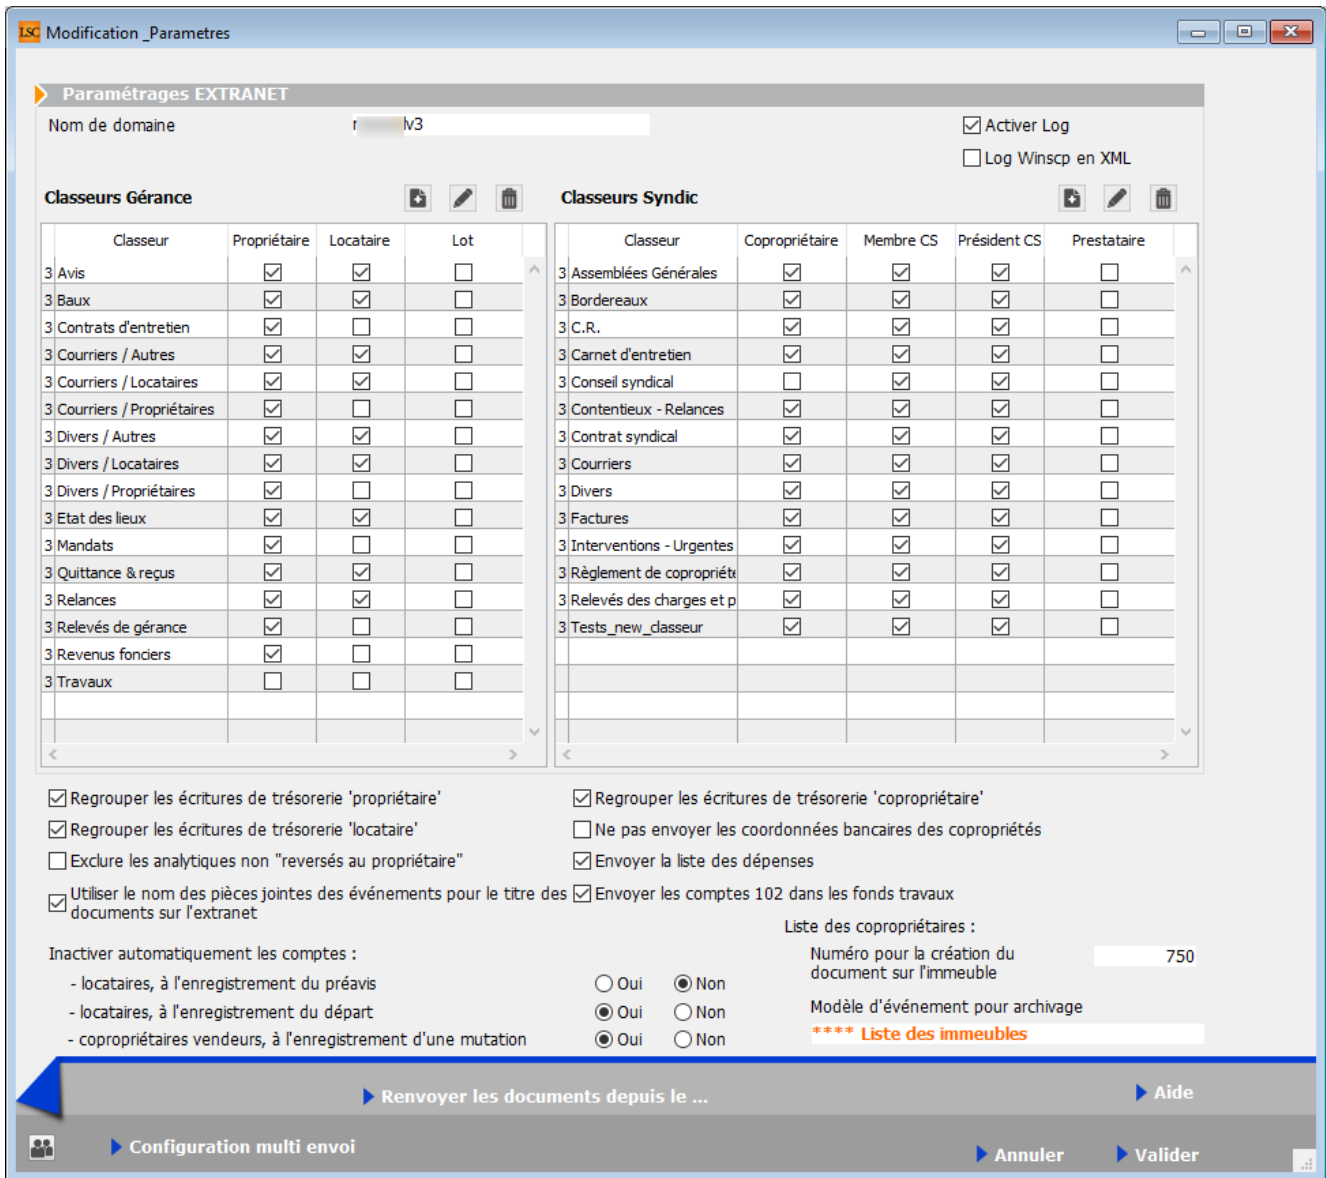 LSC Modification _Parametres
Paramétrages EXTRANET
Nom de domaine lv3
Activer Log
Log Winscp en XML
Classeurs Gérance
Classeur Propriétaire Locataire Lot
3 Avis
3 Baux
3 Contrats d'entretien
3 Courriers / Autres
3 Courriers / Locataires
3 Courriers / Propriétaires
3 Divers / Autres
3 Divers / Locataires
3 Divers / Propriétaires
3 Etat des lieux
3 Mandats
3 Quittance & reçus
3 Relances
3 Relevés de gérance
3 Revenus fonciers
3 Travaux
Classeurs Syndic
Classeur Copropriétaire Membre CS Président CS Prestataire
3 Assemblées Générales
3 Bordereaux
3 C.R.
3 Carnet d'entretien
3 Conseil syndical
3 Contentieux - Relances
3 Contrat syndical
3 Courriers
3 Divers
3 Factures
3 Interventions - Urgentes
3 Règlement de copropriété
3 Relevés des charges et p
3 Tests_new_classeur
Regrouper les écritures de trésorerie 'propriétaire'
Regrouper les écritures de trésorerie 'locataire'
Exclure les analytiques non "reversés au propriétaire"
Utiliser le nom des pièces jointes des événements pour le titre des
documents sur l'extranet
Regrouper les écritures de trésorerie 'copropriétaire'
Ne pas envoyer les coordonnées bancaires des copropriétés
Envoyer la liste des dépenses
Envoyer les comptes 102 dans les fonds travaux
Inactiver automatiquement les comptes :
- locataires, à l'enregistrement du préavis Oui Non
- locataires, à l'enregistrement du départ Oui Non
- copropriétaires vendeurs, à l'enregistrement d'une mutation Oui Non
Liste des copropriétaires :
Numéro pour la création du
document sur l'immeuble 750
Modèle d'événement pour archivage
**** Liste des immeubles
Renvoyer les documents depuis le ...
Aide
Configuration multi envoi
Annuler
Valider